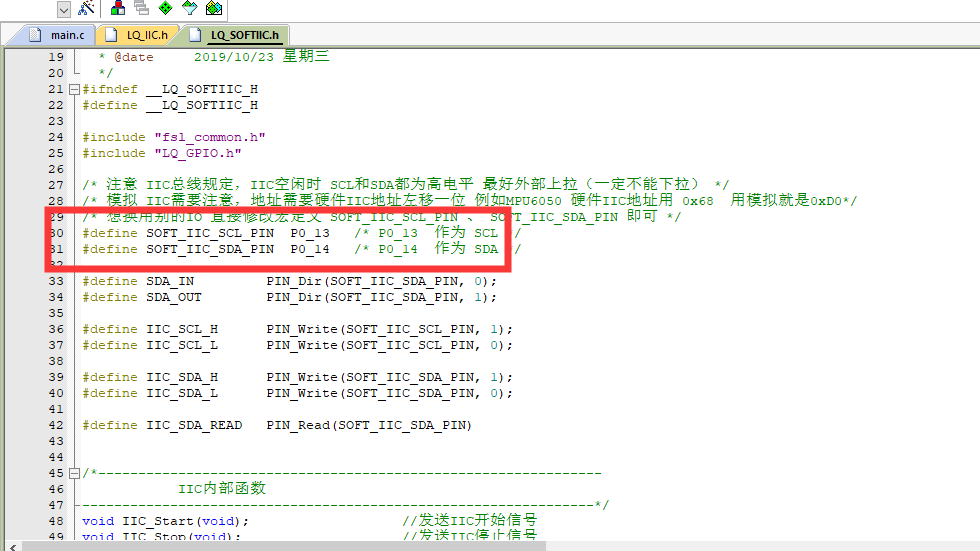 main.c LQ_IIC.h LQ_SOFTIIC.h
19 * @date 2019/10/23 星期三
20 */
21 #ifndef __LQ_SOFTIIC_H
22 #define __LQ_SOFTIIC_H
23
24 #include "fsl_common.h"
25 #include "LQ_GPIO.h"
26
27 /* 注意 IIC总线规定，IIC空闲时 SCL和SDA都为高电平 最好外部上拉（一定不能下拉） */
28 /* 模拟 IIC需要注意，地址需要硬件IIC地址左移一位 例如MPU6050 硬件IIC地址用 0x68 用模拟就是0xD0*/
29 /* 想换用别的IO 直接修改宏定义 SOFT_IIC_SCL_PIN 、 SOFT_IIC_SDA_PIN 即可 */
30 #define SOFT_IIC_SCL_PIN P0_13 /* P0_13 作为 SCL */
31 #define SOFT_IIC_SDA_PIN P0_14 /* P0_14 作为 SDA */
32
33 #define SDA_IN PIN_Dir(SOFT_IIC_SDA_PIN, 0);
34 #define SDA_OUT PIN_Dir(SOFT_IIC_SDA_PIN, 1);
35
36 #define IIC_SCL_H PIN_Write(SOFT_IIC_SCL_PIN, 1);
37 #define IIC_SCL_L PIN_Write(SOFT_IIC_SCL_PIN, 0);
38
39 #define IIC_SDA_H PIN_Write(SOFT_IIC_SDA_PIN, 1);
40 #define IIC_SDA_L PIN_Write(SOFT_IIC_SDA_PIN, 0);
41
42 #define IIC_SDA_READ PIN_Read(SOFT_IIC_SDA_PIN)
43
44
45 /*---------------------------------------------------------------
46 IIC内部函数
47 ----------------------------------------------------------------*/
48 void IIC_Start(void); //发送IIC开始信号
49 void IIC_Stop(void); //发送IIC停止信号